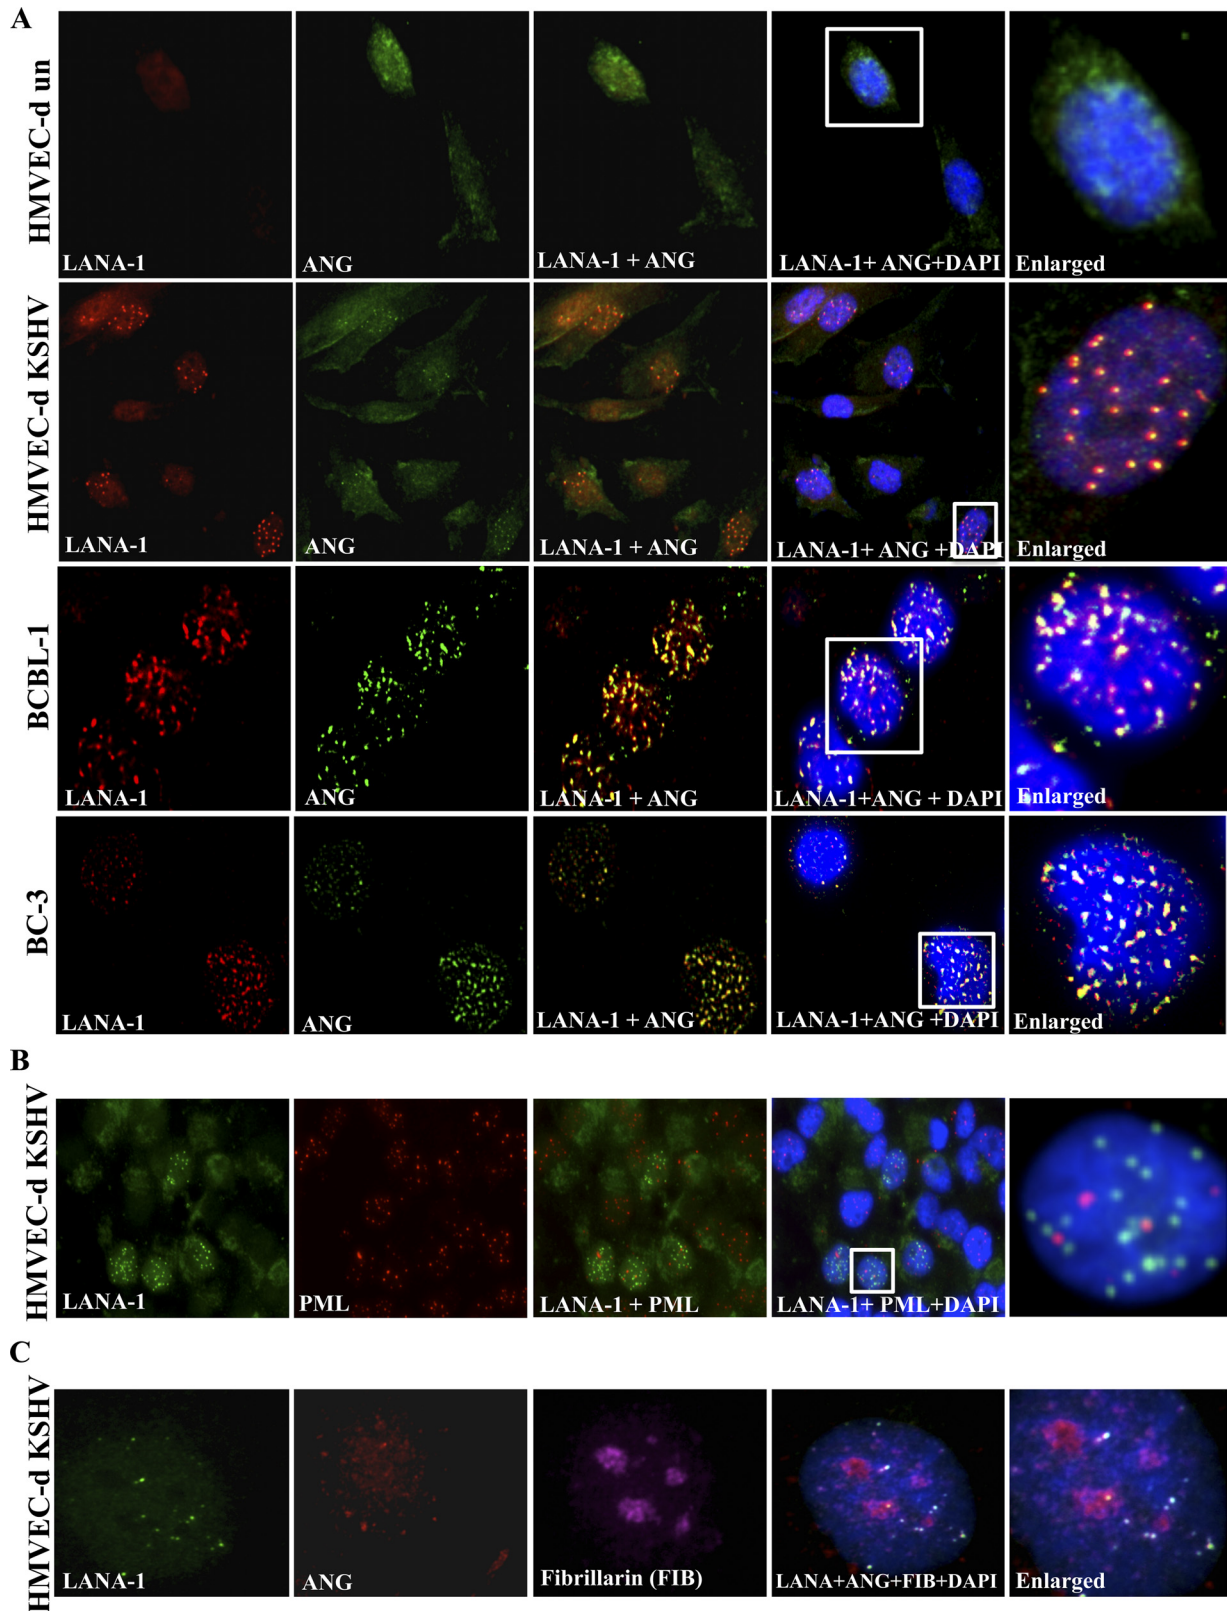 A
HMVEC-d un
LANA-1
ANG
LANA-1 + ANG
LANA-1+ ANG+DAPI
Enlarged
HMVEC-d KSHV
LANA-1
ANG
LANA-1 + ANG
LANA-1+ ANG +DAPI
Enlarged
BCBL-1
LANA-1
ANG
LANA-1 + ANG
LANA-1+ANG + DAPI
Enlarged
BC-3
LANA-1
ANG
LANA-1 + ANG
LANA-1+ANG +DAPI
Enlarged
B
HMVEC-d KSHV
LANA-1
PML
LANA-1 + PML
LANA-1+ PML+DAPI
C
HMVEC-d KSHV
LANA-1
ANG
Fibrillarin (FIB)
LANA+ANG+FIB+DAPI
Enlarged